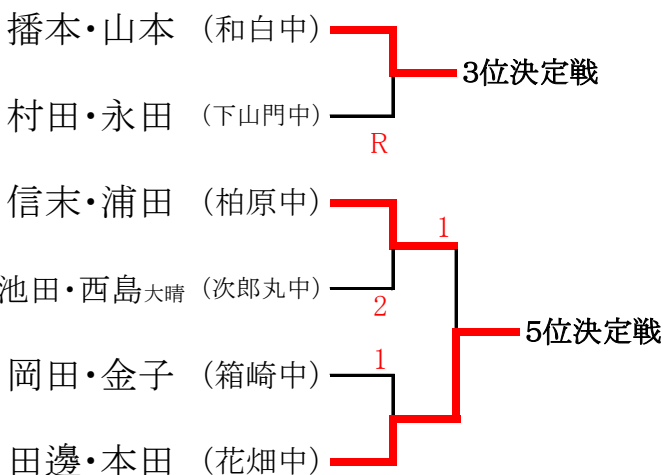 播本・山本 (和白中)
3位決定戦
村田・永田 (下山門中)
R
信末・浦田 (柏原中)
1
池田・西島大晴 (次郎丸中)
2
5位決定戦
1
岡田・金子 (箱崎中)
田邊・本田 (花畑中)